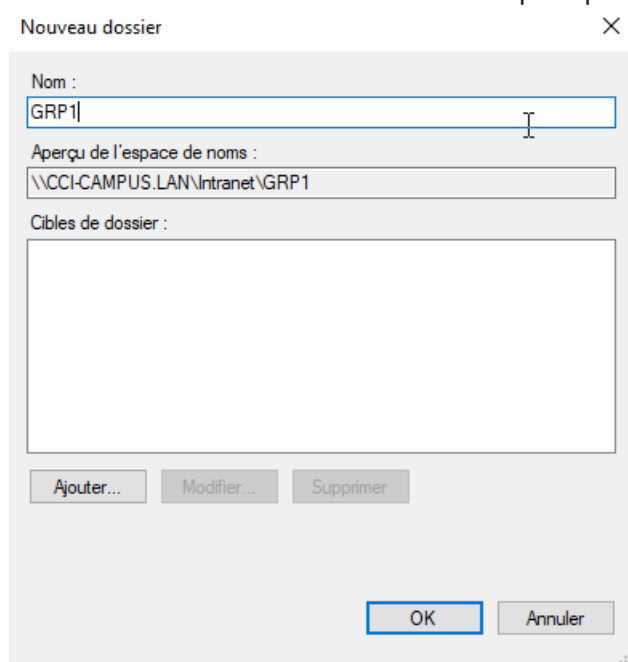 Nouveau dossier
Nom :
GRP1
Aperçu de l'espace de noms :
\\CCI-CAMPUS.LAN\Intranet\GRP1
Cibles de dossier :
Ajouter... Modifier... Supprimer
OK Annuler